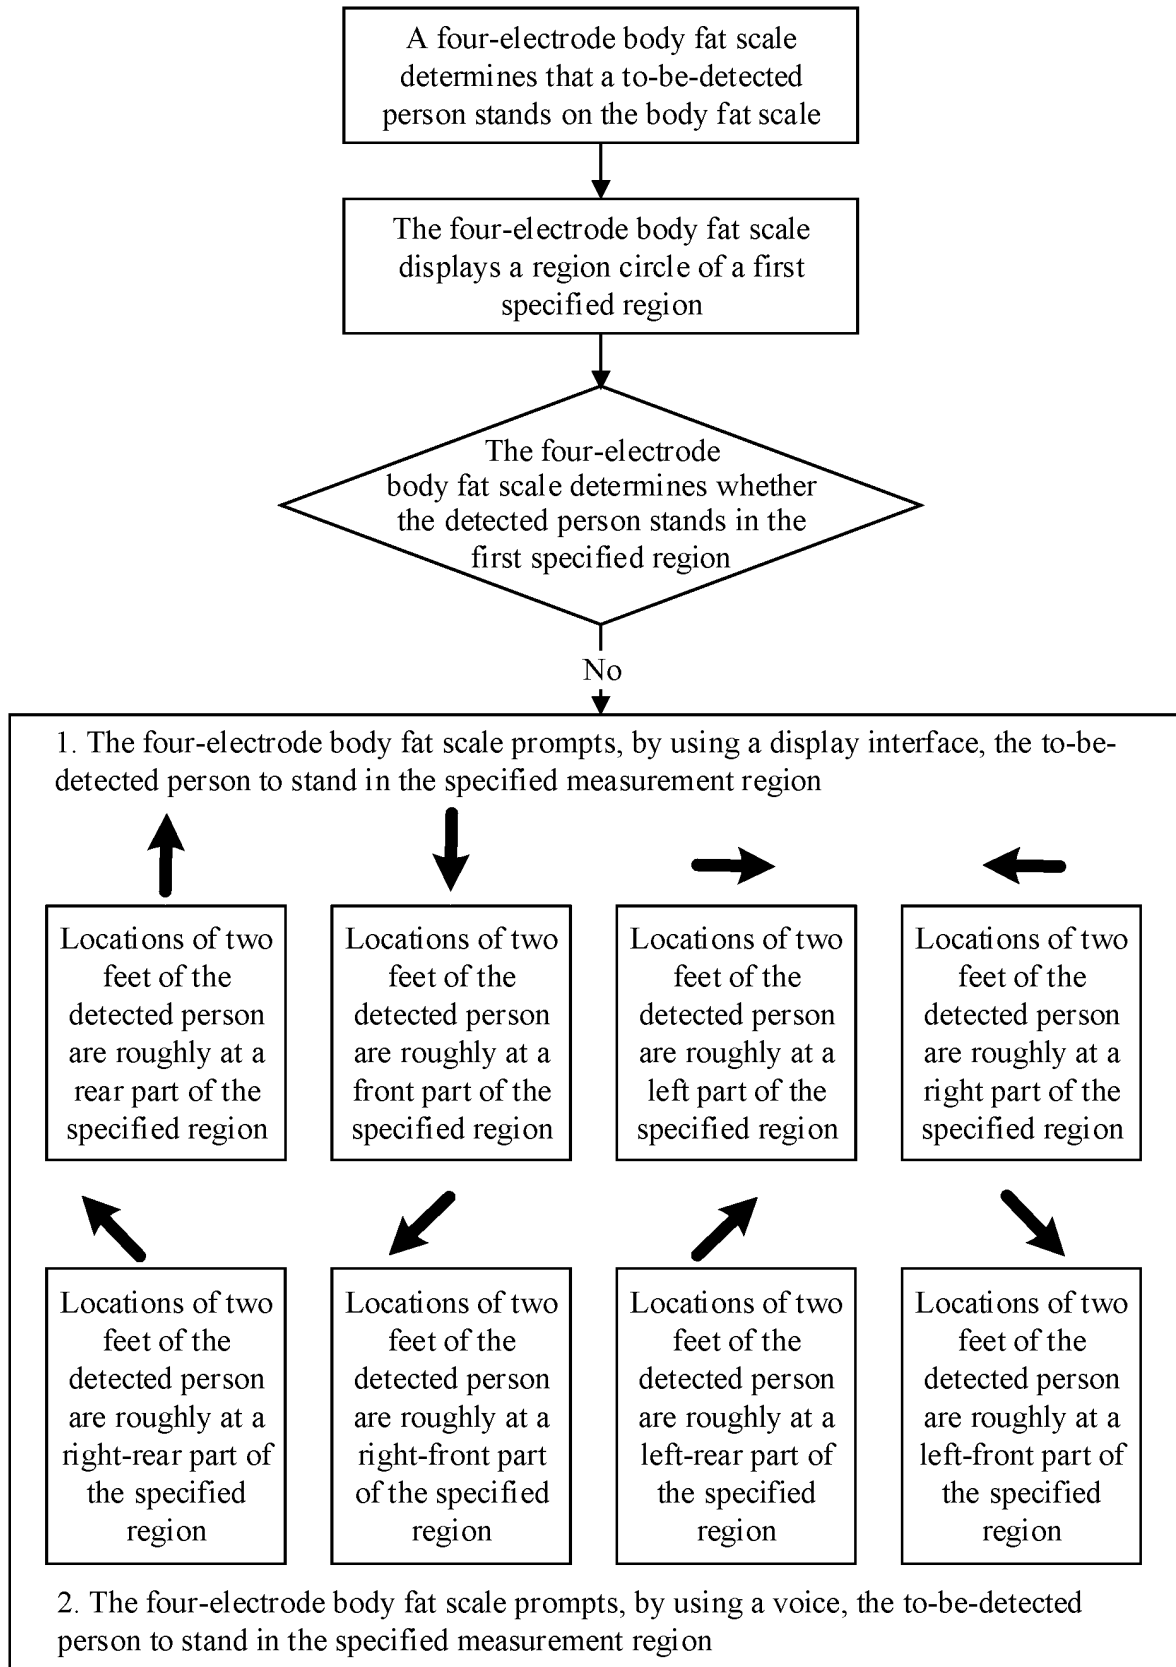 A four-electrode body fat scale
determines that a to-be-detected
person stands on the body fat scale
The four-electrode body fat scale
displays a region circle of a first
specified region
The four-electrode
body fat scale determines whether
the detected person stands in the
first specified region
No
1. The four-electrode body fat scale prompts, by using a display interface, the to-be-
detected person to stand in the specified measurement region
Locations of two
feet of the
detected person
are roughly at a
rear part of the
specified region
Locations of two
feet of the
detected person
are roughly at a
front part of the
specified region
Locations of two
feet of the
detected person
are roughly at a
left part of the
specified region
Locations of two
feet of the
detected person
are roughly at a
right part of the
specified region
Locations of two
feet of the
detected person
are roughly at a
right-rear part of
the specified
region
Locations of two
feet of the
detected person
are roughly at a
right-front part
of the specified
region
Locations of two
feet of the
detected person
are roughly at a
left-rear part of
the specified
region
Locations of two
feet of the
detected person
are roughly at a
left-front part of
the specified
region
2. The four-electrode body fat scale prompts, by using a voice, the to-be-detected
person to stand in the specified measurement region